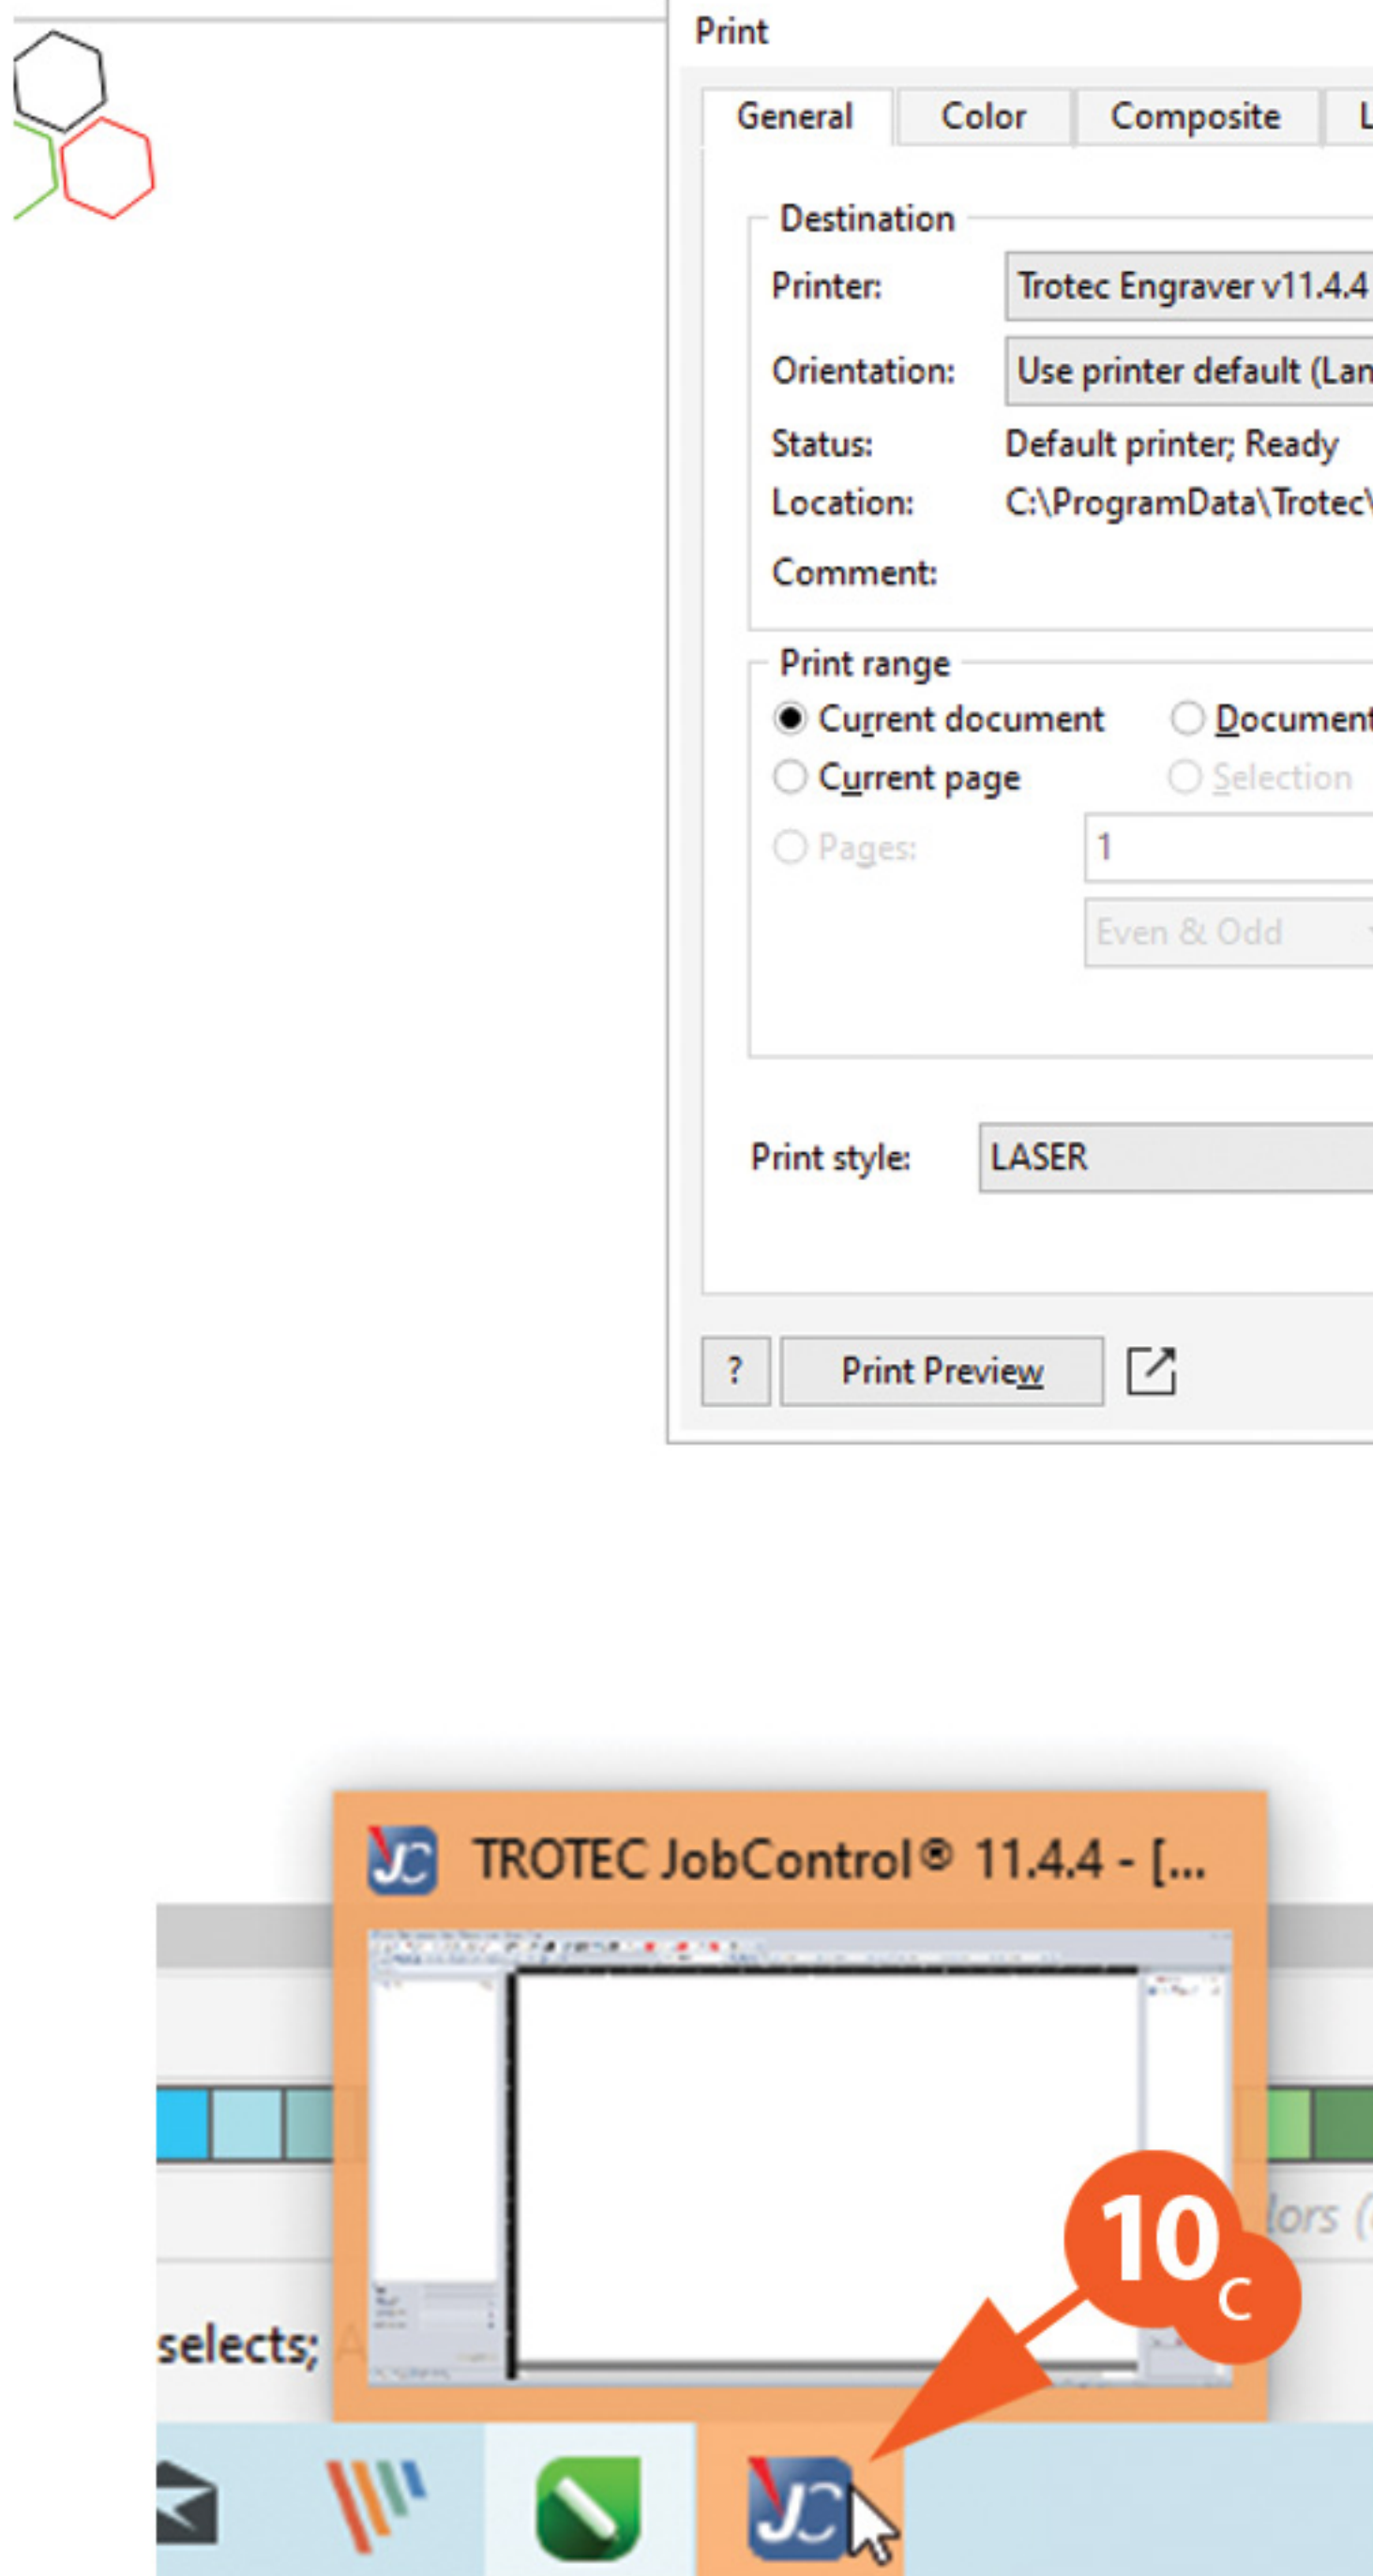 Print
General Color Composite
Destination
Printer: Trotec Engraver v11.4.4
Orientation: Use printer default (Lan
Status: Default printer; Ready
Location: C:\ProgramData\Trotec\
Comment:
Print range
Current document Document
Current page Selection
Pages: 1
Even & Odd
Print style: LASER
? Print Preview
JC TROTEC JobControl® 11.4.4 - [...
10
C
lors (
selects; A
JC